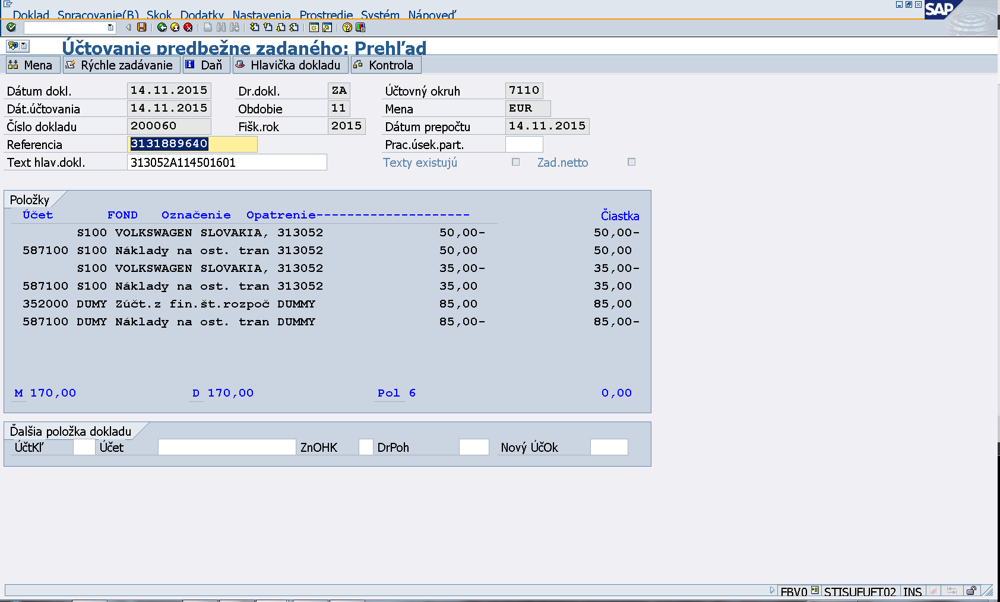 Doklad Spracovanie(B) Skok Dodatky Nastavenia Prostredie Systém Nápoveď
SAP
Účtovanie predbežne zadaného: Prehľad
Mena Rýchle zadávanie Daň Hlavička dokladu Kontrola
Dátum dokl. 14.11.2015 Dr.dokl. ZA Účtovný okruh 7110
Dát.účtovania 14.11.2015 Obdobie 11 Mena EUR
Číslo dokladu 200060 Fišk.rok 2015 Dátum prepočtu 14.11.2015
Referencia 3131889640 Prac.úsek.part.
Text hlav.dokl. 313052A114501601 Texty existujú Zad.netto
Položky
Účet FOND Označenie Opatrenie-------------------- Čiastka
S100 VOLKSWAGEN SLOVAKIA, 313052 50,00- 50,00-
587100 S100 Náklady na ost. tran 313052 50,00 50,00
S100 VOLKSWAGEN SLOVAKIA, 313052 35,00- 35,00-
587100 S100 Náklady na ost. tran 313052 35,00 35,00
352000 DUMY Zúčt.z fin.št.rozpoč DUMMY 85,00 85,00
587100 DUMY Náklady na ost. tran DUMMY 85,00- 85,00-
M 170,00 D 170,00 Pol 6 0,00
Ďalšia položka dokladu
ÚčtKľ Účet ZnOHK DrPoh Nový ÚčOk
FBV0 STISUFUFT02 INS